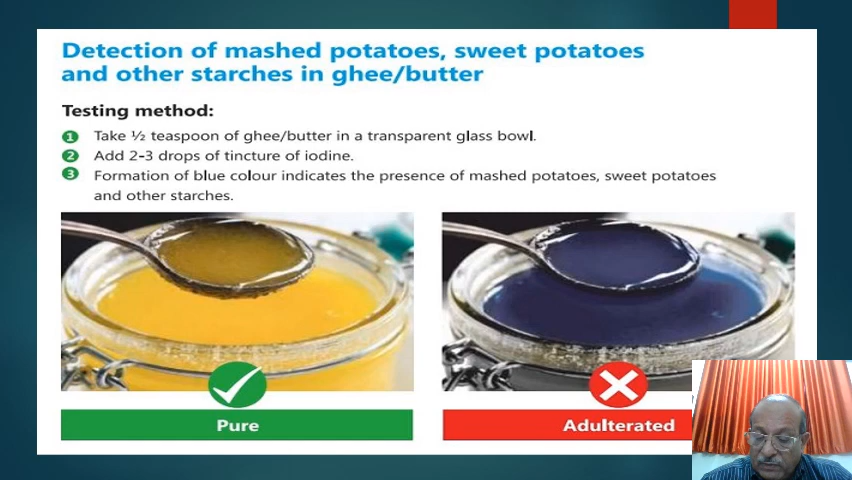 Detection of mashed potatoes, sweet potatoes
and other starches in ghee/butter
Testing method:
1 Take ½ teaspoon of ghee/butter in a transparent glass bowl.
2 Add 2-3 drops of tincture of iodine.
3 Formation of blue colour indicates the presence of mashed potatoes, sweet potatoes
and other starches.
Pure
Adulterated